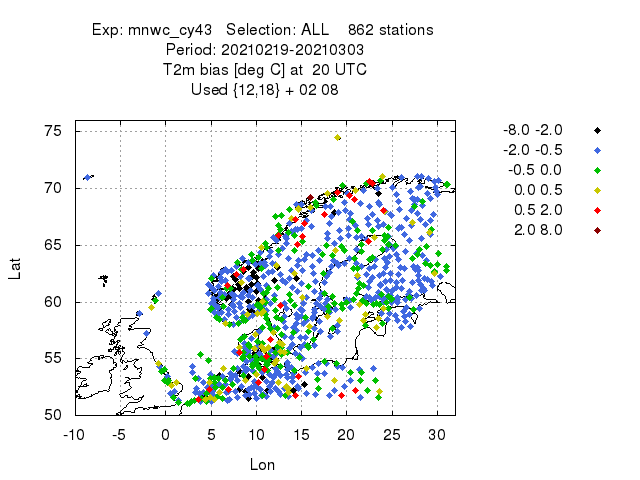 Exp: mnwc_cy43 Selection: ALL 862 stations
Period: 20210219-20210303
T2m bias [deg C] at 20 UTC
Used {12,18} + 02 08
-8.0 -2.0
-2.0 -0.5
-0.5 0.0
0.0 0.5
0.5 2.0
2.0 8.0
75
70
65
60
55
50
Lat
-10 -5 0 5 10 15 20 25 30
Lon